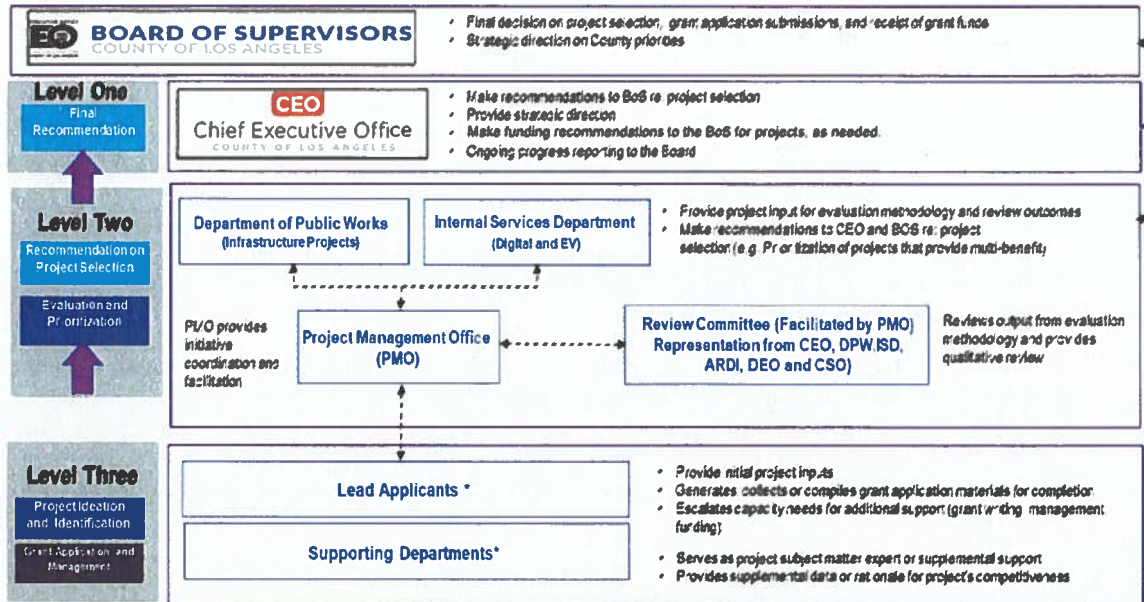 BOARD OF SUPERVISORS
COUNTY OF LOS ANGELES
• Final decision on project selection, grant application submissions, and receipt of grant funds
• Strategic direction on County priorities
Level One
Final
Recommendation
CEO
Chief Executive Office
COUNTY OF LOS ANGELES
• Make recommendations to BoS re: project selection
• Provide strategic direction
• Make funding recommendations to the BoS for projects, as needed.
• Ongoing progress reporting to the Board
Level Two
Recommendation on
Project Selection
Evaluation and
Prioritization
Department of Public Works
(Infrastructure Projects)
Internal Services Department
(Digital and EV)
• Provide project input for evaluation methodology and review outcomes
• Make recommendations to CEO and BOS re: project
selection (e.g. Prioritization of projects that provide multi-benefit)
PMO provides
initiative
coordination and
facilitation
Project Management Office
(PMO)
Review Committee (Facilitated by PMO)
Representation from CEO, DPW,ISD,
ARDI, DEO and CSO)
Reviews output from evaluation
methodology and provides
qualitative review
Level Three
Project Ideation
and Identification
Grant Application and
Management
Lead Applicants *
• Provide initial project inputs
• Generates, collects or compiles grant application materials for completion
• Escalates capacity needs for additional support (grant writing, management,
funding)
Supporting Departments*
• Serves as project subject matter expert or supplemental support
• Provides supplemental data or rationale for project's competitiveness